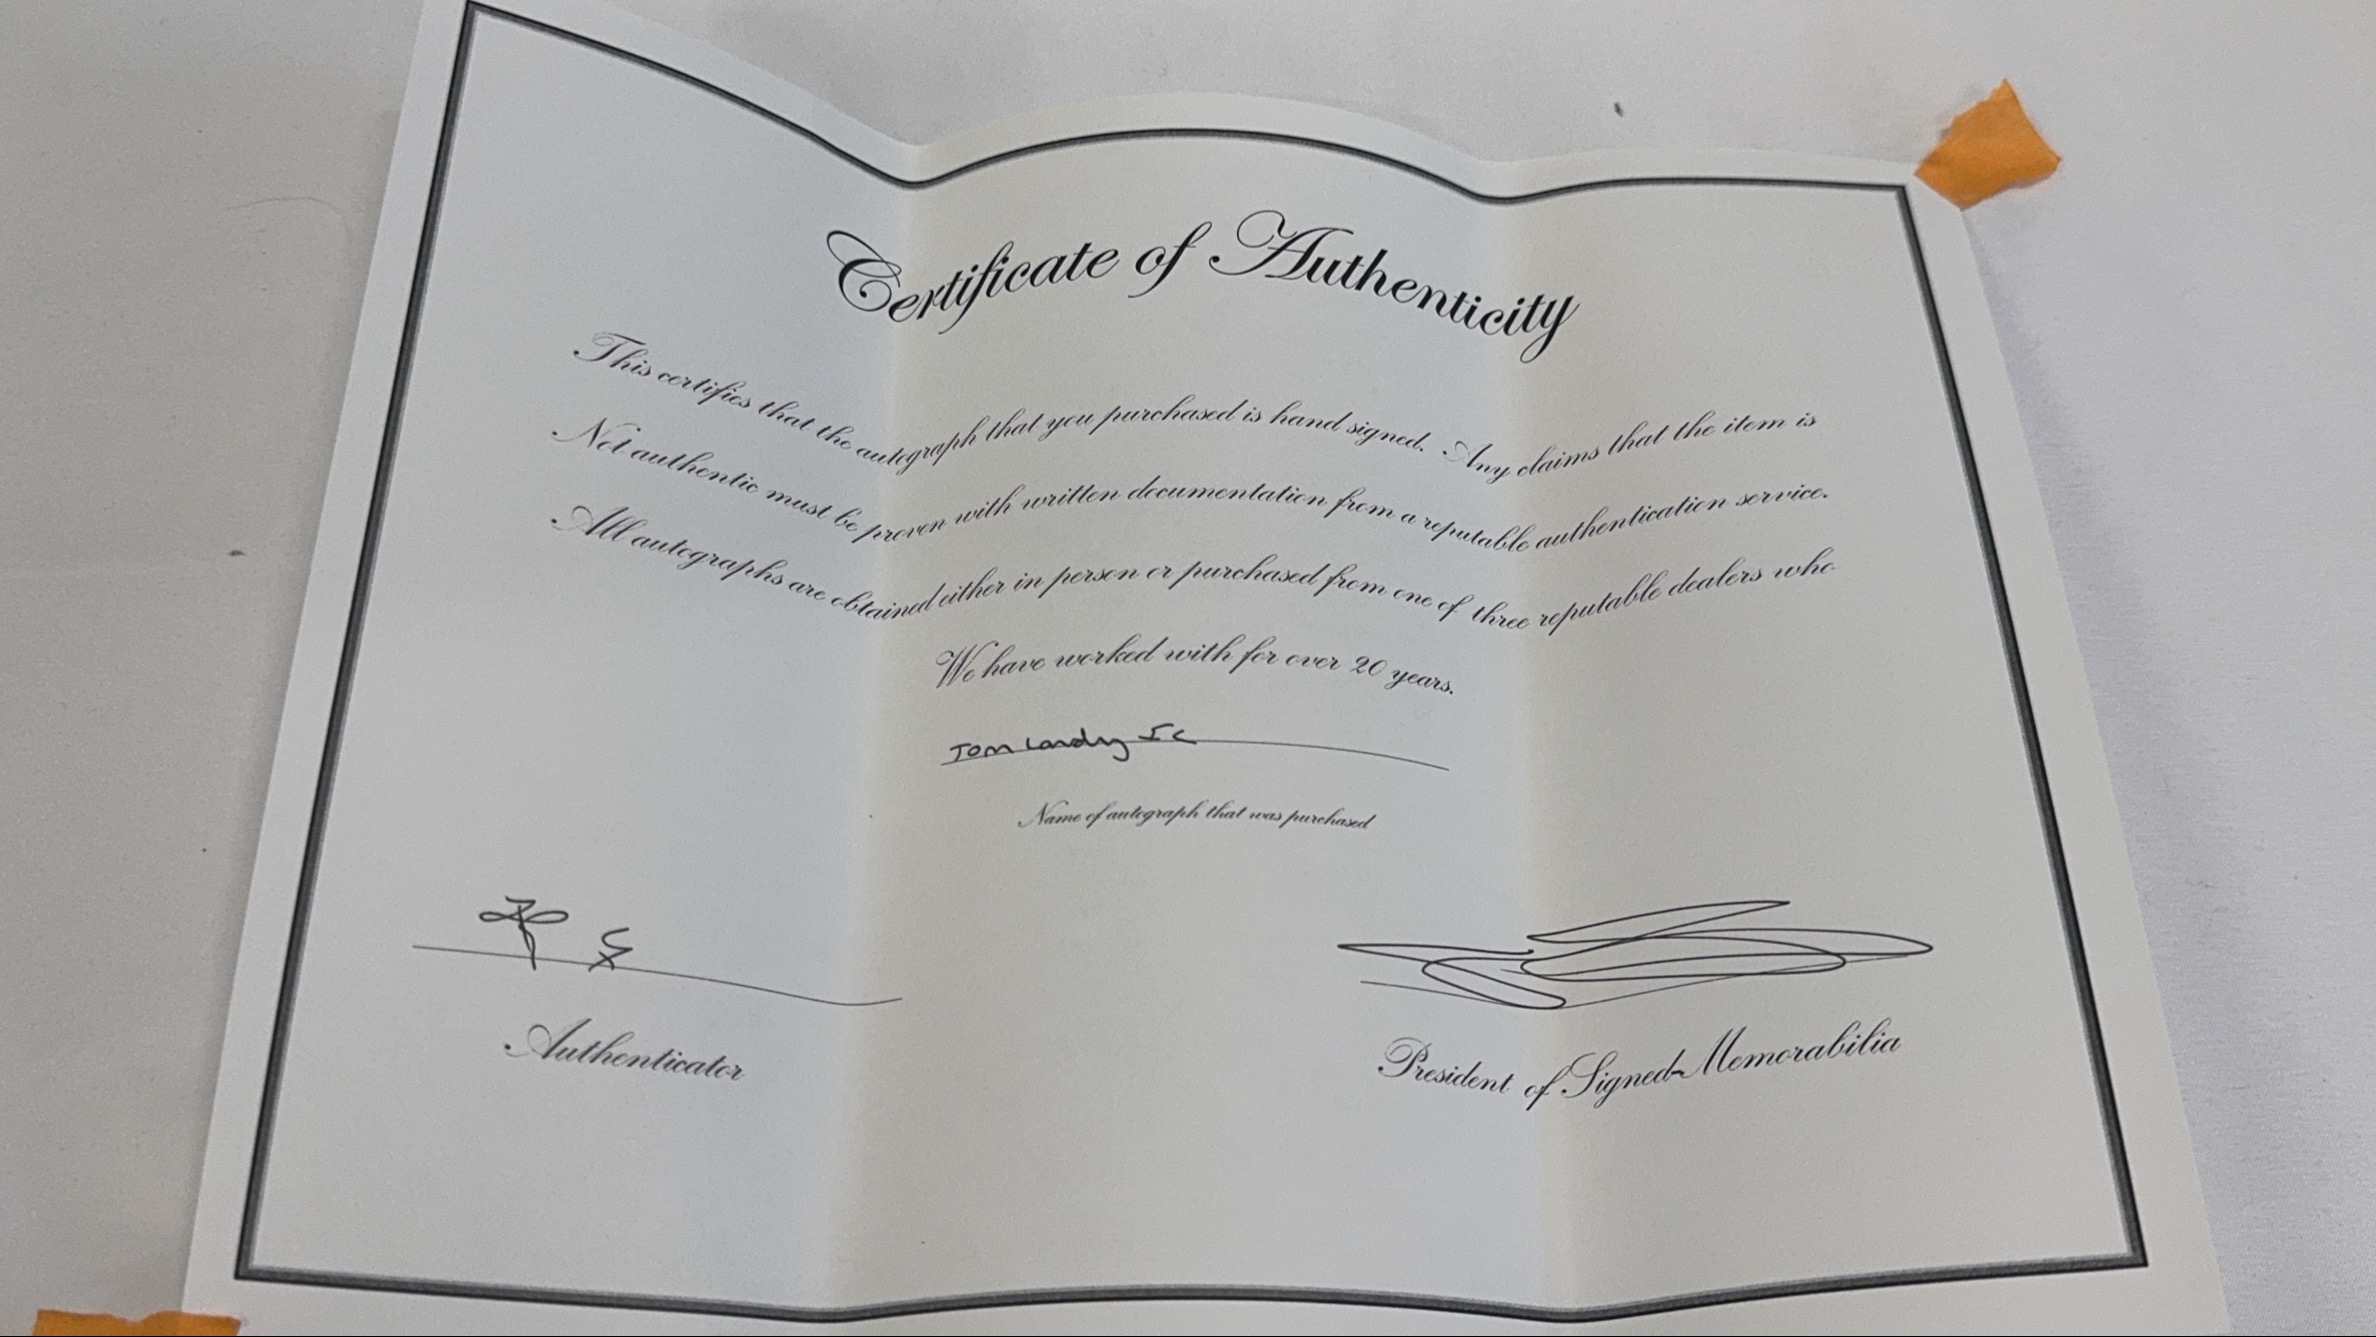 Certificate of Authenticity
This certifies that the autograph that you purchased is hand signed. Any claims that the item is
Not authentic must be proven with written documentation from a reputable authentication service.
All autographs are obtained either in person or purchased from one of three reputable dealers who
We have worked with for over 20 years.
Tom
Name of autograph that was purchased
Authenticator
President of Signed-Memorabilia